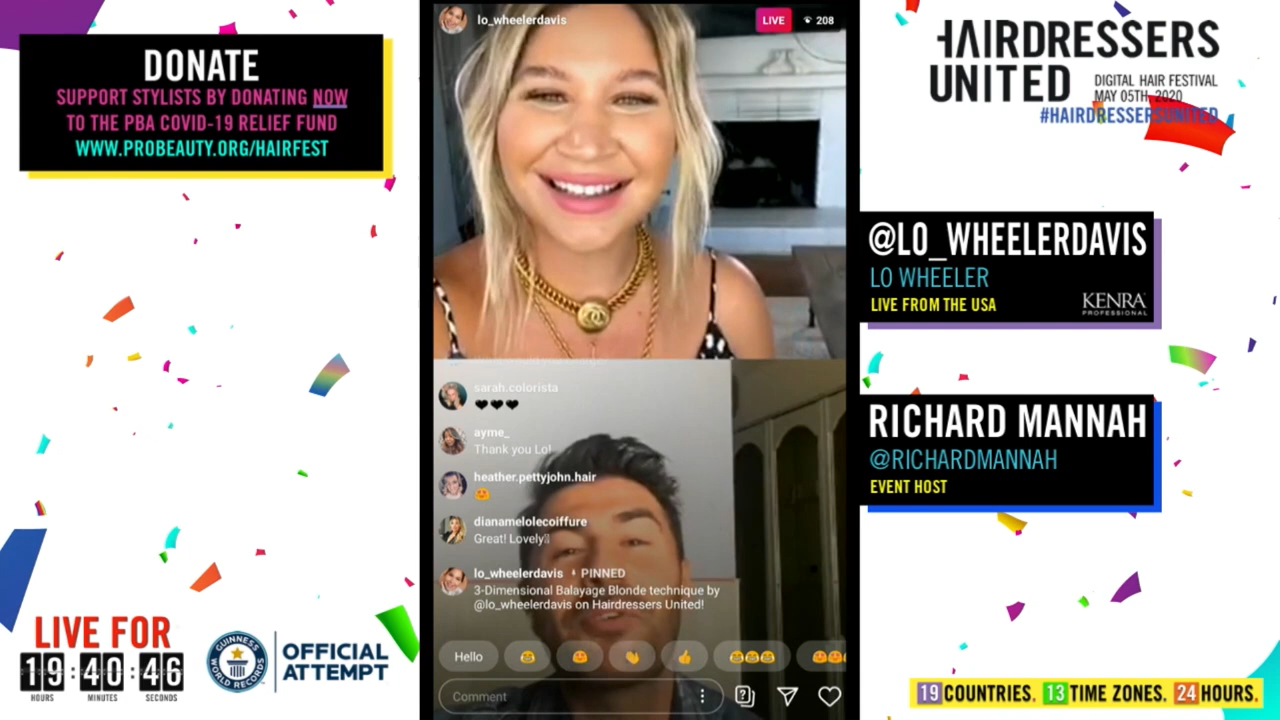 DONATE
SUPPORT STYLISTS BY DONATING NOW
TO THE PBA COVID-19 RELIEF FUND
WWW.PROBEAUTY.ORG/HAIRFEST
LIVE FOR
19:40:46
HOURS MINUTES SECONDS
GUINNESS
WORLD RECORDS
OFFICIAL
ATTEMPT
lo_wheelerdavis
LIVE 208
sarah.colorista
ayme_
Thank you Lo!
heather.pettyjohn.hair
dianamelolecoiffure
Great! Lovely
lo_wheelerdavis PINNED
3-Dimensional Balayage Blonde technique by
@lo_wheelerdavis on Hairdressers United!
Hello
Comment
HAIRDRESSERS
UNITED
DIGITAL HAIR FESTIVAL
MAY 05TH, 2020
#HAIRDRESSERSUNITED
@LO_WHEELERDAVIS
LO WHEELER
LIVE FROM THE USA
KENRA
PROFESSIONAL
RICHARD MANNAH
@RICHARDMANNAH
EVENT HOST
19 COUNTRIES. 13 TIME ZONES. 24 HOURS.